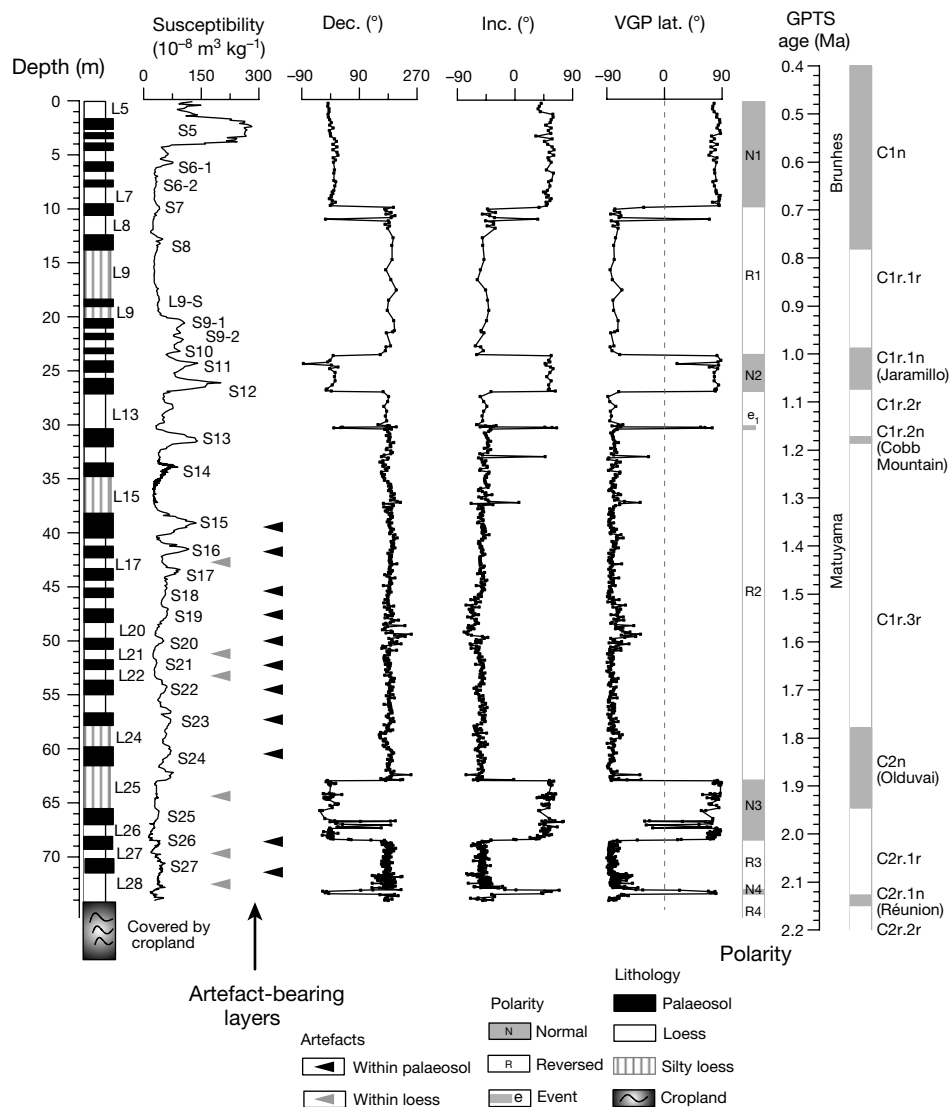 Susceptibility
(10⁻⁸ m³ kg⁻¹)
Dec. (°)
Inc. (°)
VGP lat. (°)
GPTS
age (Ma)
Depth (m)
0 150 300
−90 90 270
−90 0 90
−90 0 90
0
5
10
15
20
25
30
35
40
45
50
55
60
65
70
L5
L7
L8
L9
L9
L13
L15
L17
L20
L21
L22
L24
L25
L26
L27
L28
S5
S6-1
S6-2
S7
S8
L9-S
S9-1
S9-2
S10
S11
S12
S13
S14
S15
S16
S17
S18
S19
S20
S21
S22
S23
S24
S25
S26
S27
N1
R1
N2
e₁
R2
N3
R3
N4
R4
0.4
0.5
0.6
0.7
0.8
0.9
1.0
1.1
1.2
1.3
1.4
1.5
1.6
1.7
1.8
1.9
2.0
2.1
2.2
Brunhes
Matuyama
C1n
C1r.1r
C1r.1n
(Jaramillo)
C1r.2r
C1r.2n
(Cobb
Mountain)
C1r.3r
C2n
(Olduvai)
C2r.1r
C2r.1n
(Réunion)
C2r.2r
Covered by
cropland
Artefact-bearing
layers
Polarity
Artefacts
Within palaeosol
Within loess
Polarity
N Normal
R Reversed
e Event
Lithology
Palaeosol
Loess
Silty loess
Cropland